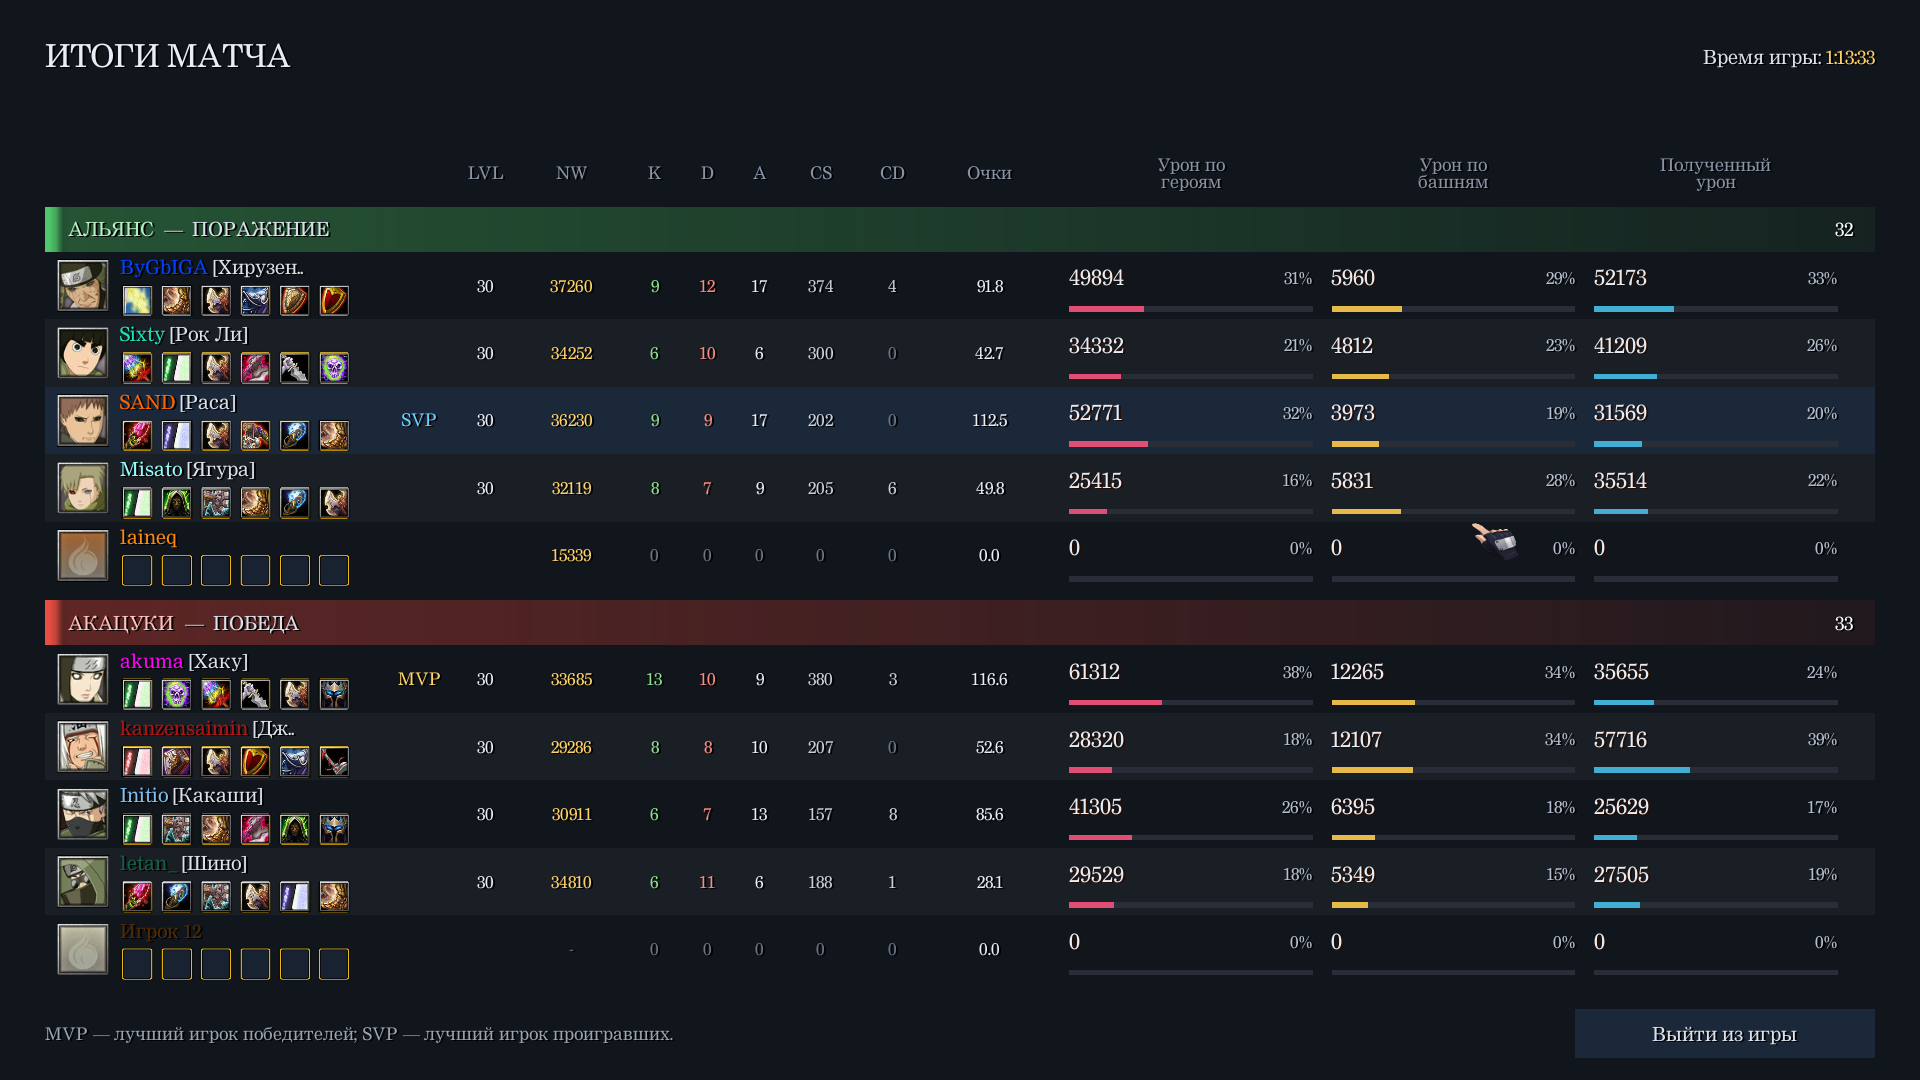 ИТОГИ МАТЧА
Время игры: 1:13:33
LVL NW K D A CS CD Очки Урон по героям Урон по башням Полученный урон
АЛЬЯНС — ПОРАЖЕНИЕ 32
ByGbIGA [Хирузен.. 30 37260 9 12 17 374 4 91.8 49894 31% 5960 29% 52173 33%
Sixty [Рок Ли] 30 34252 6 10 6 300 0 42.7 34332 21% 4812 23% 41209 26%
SAND [Раса] SVP 30 36230 9 9 17 202 0 112.5 52771 32% 3973 19% 31569 20%
Misato [Ягура] 30 32119 8 7 9 205 6 49.8 25415 16% 5831 28% 35514 22%
laineq 15339 0 0 0 0 0 0.0 0 0% 0 0% 0 0%
АКАЦУКИ — ПОБЕДА 33
akuma [Хаку] MVP 30 33685 13 10 9 380 3 116.6 61312 38% 12265 34% 35655 24%
kanzensaimin [Дж.. 30 29286 8 8 10 207 0 52.6 28320 18% 12107 34% 57716 39%
Initio [Какаши] 30 30911 6 7 13 157 8 85.6 41305 26% 6395 18% 25629 17%
letan_ [Шино] 30 34810 6 11 6 188 1 28.1 29529 18% 5349 15% 27505 19%
Игрок 12 - 0 0 0 0 0 0.0 0 0% 0 0% 0 0%
MVP — лучший игрок победителей; SVP — лучший игрок проигравших.
Выйти из игры